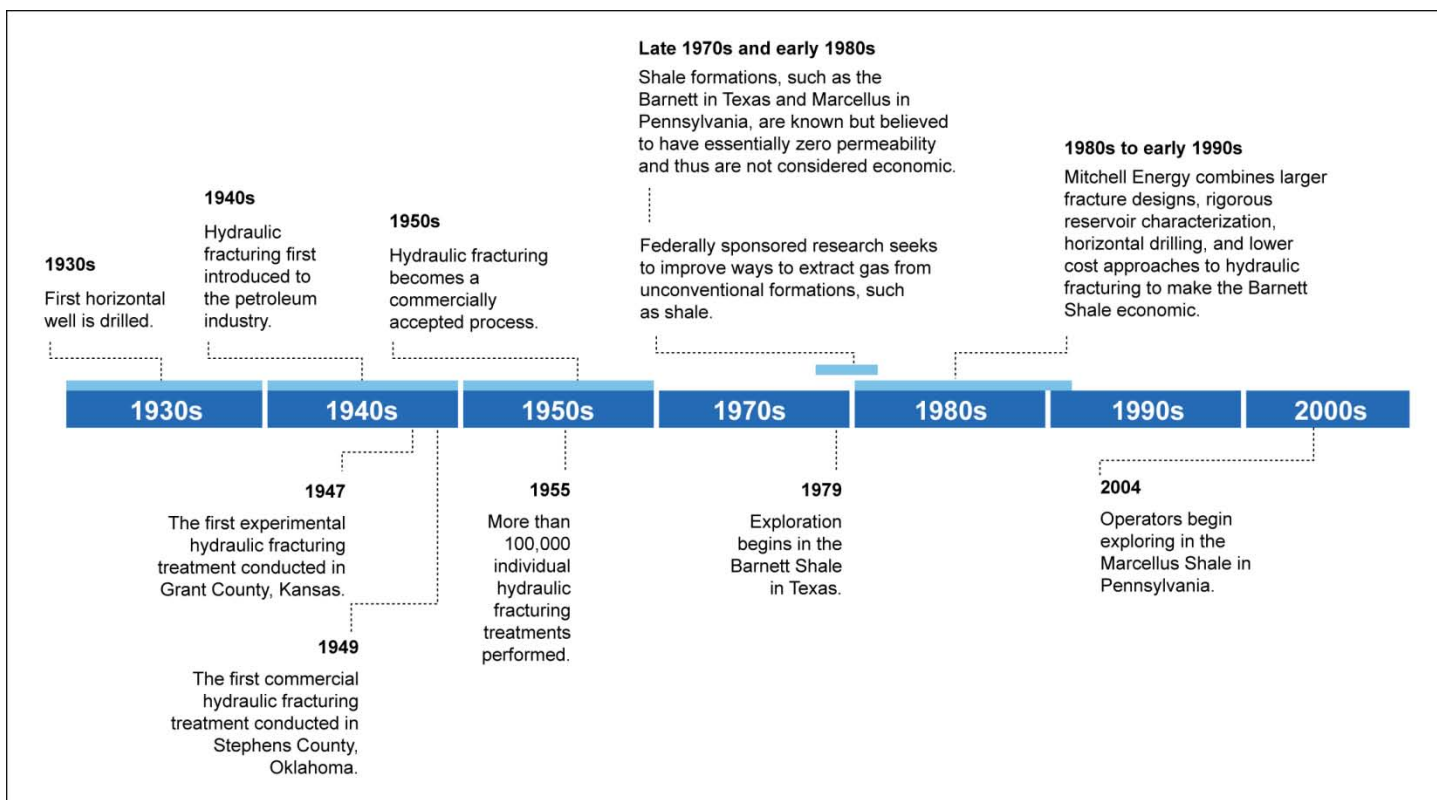 1930s
First horizontal
well is drilled.
1940s
Hydraulic
fracturing first
introduced to
the petroleum
industry.
1950s
Hydraulic fracturing
becomes a
commercially
accepted process.
Late 1970s and early 1980s
Shale formations, such as the
Barnett in Texas and Marcellus in
Pennsylvania, are known but believed
to have essentially zero permeability
and thus are not considered economic.
Federally sponsored research seeks
to improve ways to extract gas from
unconventional formations, such
as shale.
1980s to early 1990s
Mitchell Energy combines larger
fracture designs, rigorous
reservoir characterization,
horizontal drilling, and lower
cost approaches to hydraulic
fracturing to make the Barnett
Shale economic.
1930s
1940s
1950s
1970s
1980s
1990s
2000s
1947
The first experimental
hydraulic fracturing
treatment conducted in
Grant County, Kansas.
1949
The first commercial
hydraulic fracturing
treatment conducted in
Stephens County,
Oklahoma.
1955
More than
100,000
individual
hydraulic
fracturing
treatments
performed.
1979
Exploration
begins in the
Barnett Shale
in Texas.
2004
Operators begin
exploring in the
Marcellus Shale in
Pennsylvania.